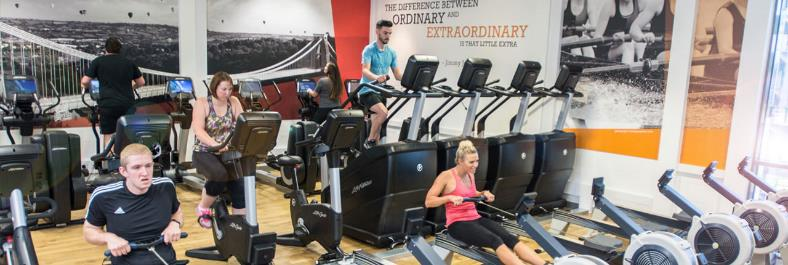 THE DIFFERENCE BETWEEN
ORDINARY AND
EXTRAORDINARY
IS THAT LITTLE EXTRA